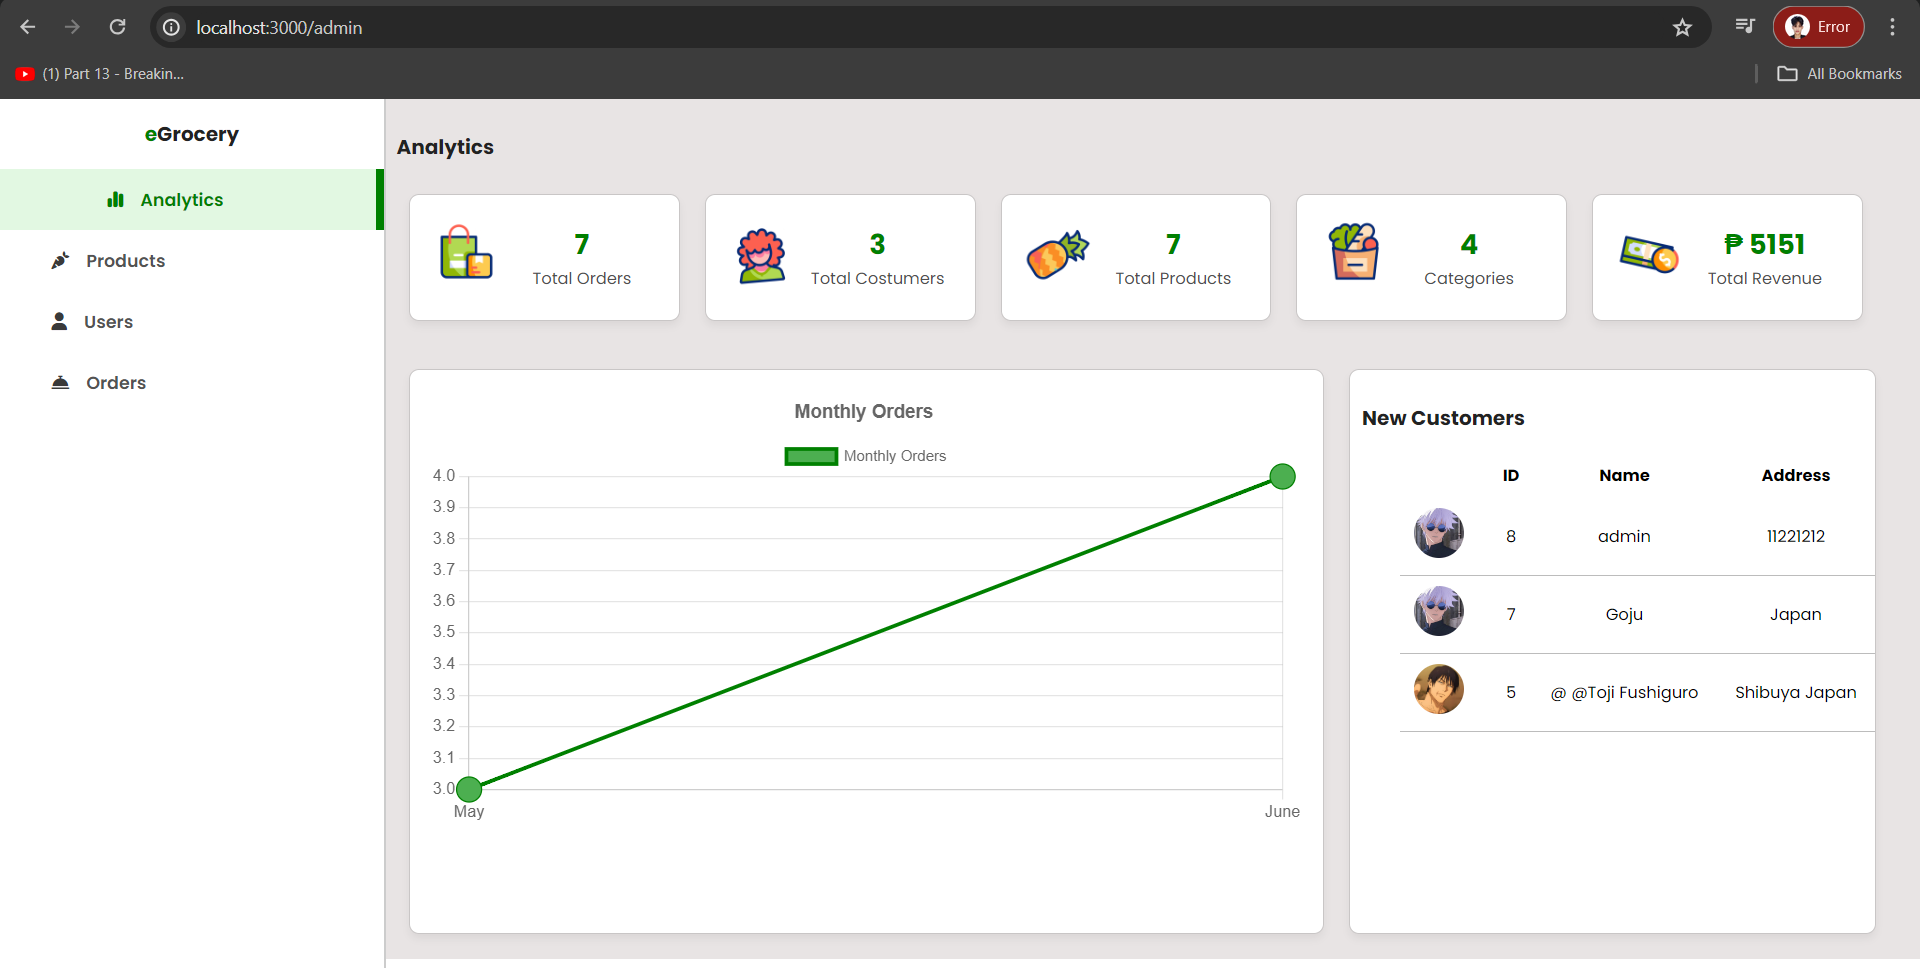 localhost:3000/admin
Error
(1) Part 13 - Breakin...
All Bookmarks
eGrocery
Analytics
Products
Users
Orders
Analytics
7
Total Orders
3
Total Costumers
7
Total Products
4
Categories
₱ 5151
Total Revenue
Monthly Orders
Monthly Orders
4.0
3.9
3.8
3.7
3.6
3.5
3.4
3.3
3.2
3.1
3.0
May June
New Customers
ID Name Address
8 admin 11221212
7 Goju Japan
5 @ @Toji Fushiguro Shibuya Japan